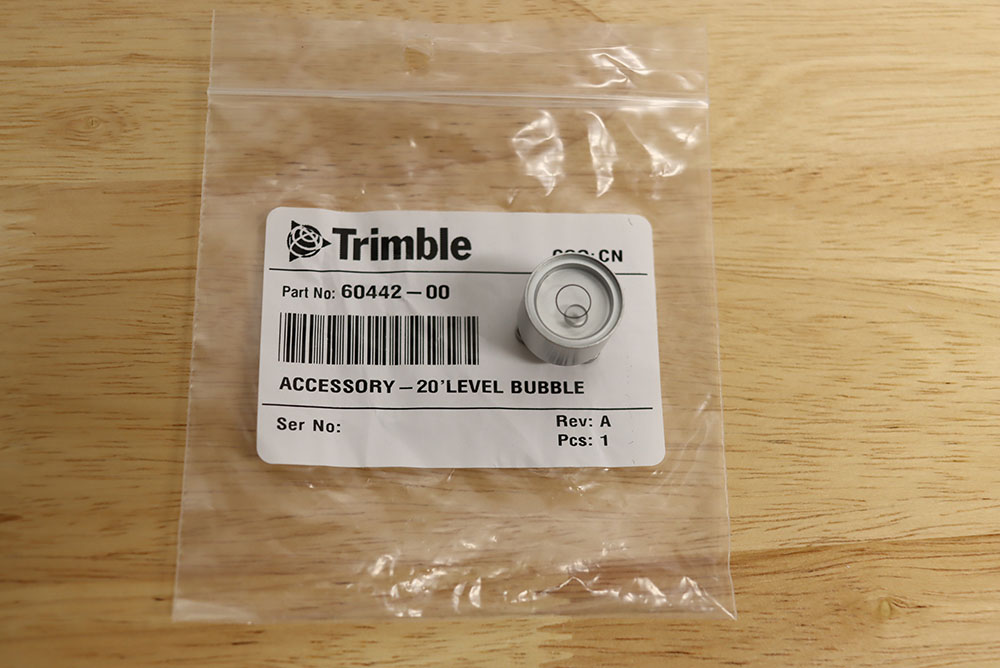 Trimble
CN
Part No: 60442-00
ACCESSORY-20'LEVEL BUBBLE
Ser No:
Rev: A
Pcs: 1